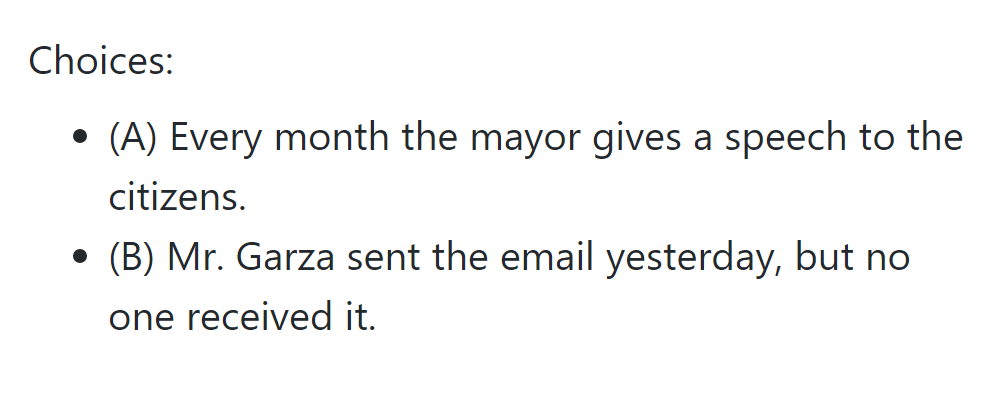 Choices:
• (A) Every month the mayor gives a speech to the
citizens.
• (B) Mr. Garza sent the email yesterday, but no
one received it.